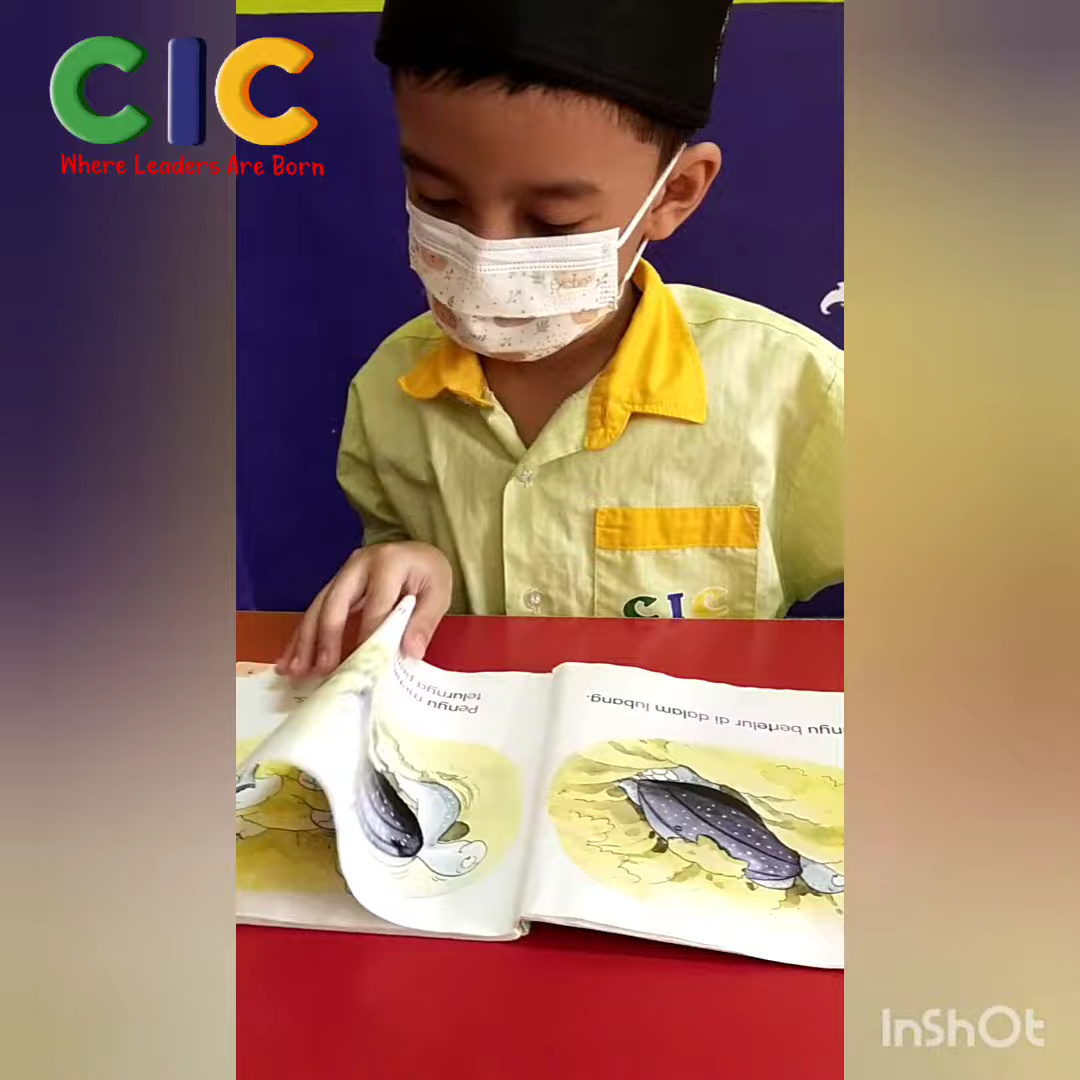 CIC
Where Leaders Are Born
CIC
Penyu
telurnya
nyu bertelur di dalam lubang.
InShOt